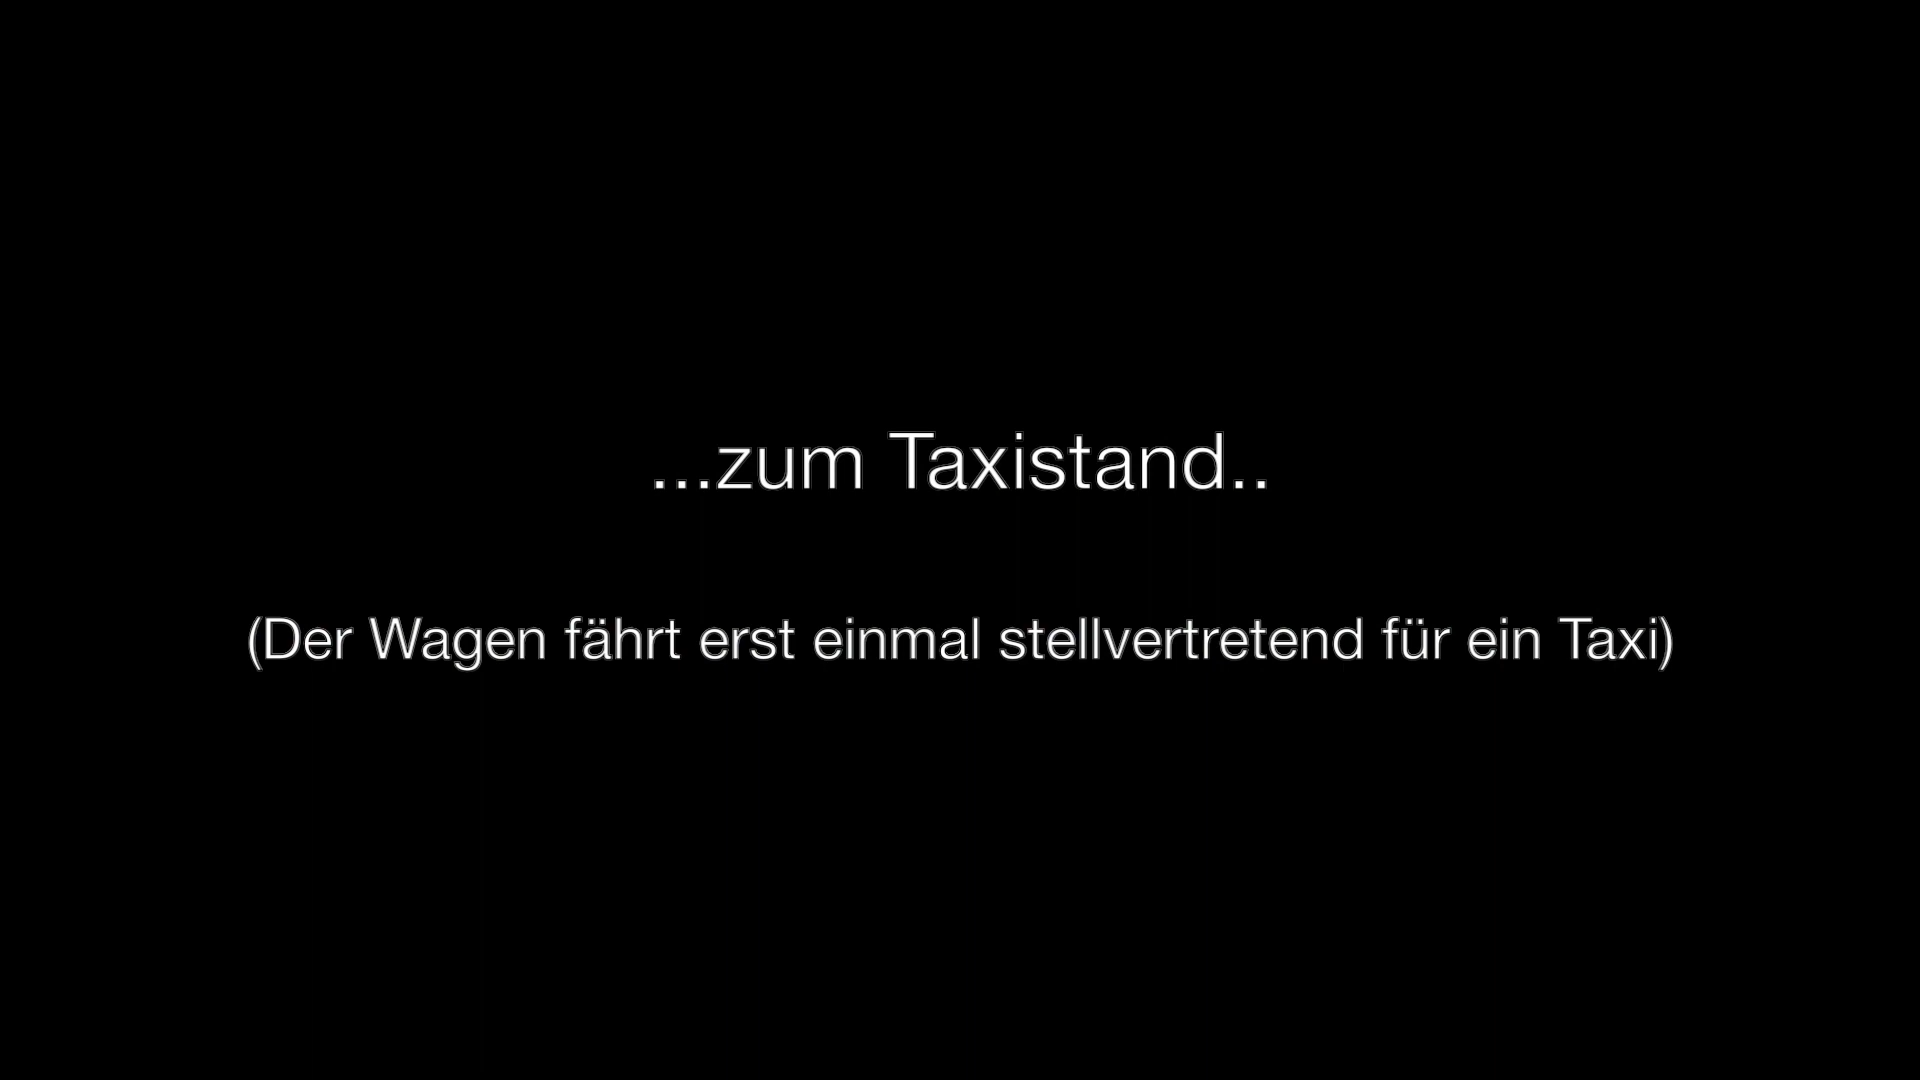 ...zum Taxistand..
(Der Wagen fährt erst einmal stellvertretend für ein Taxi)